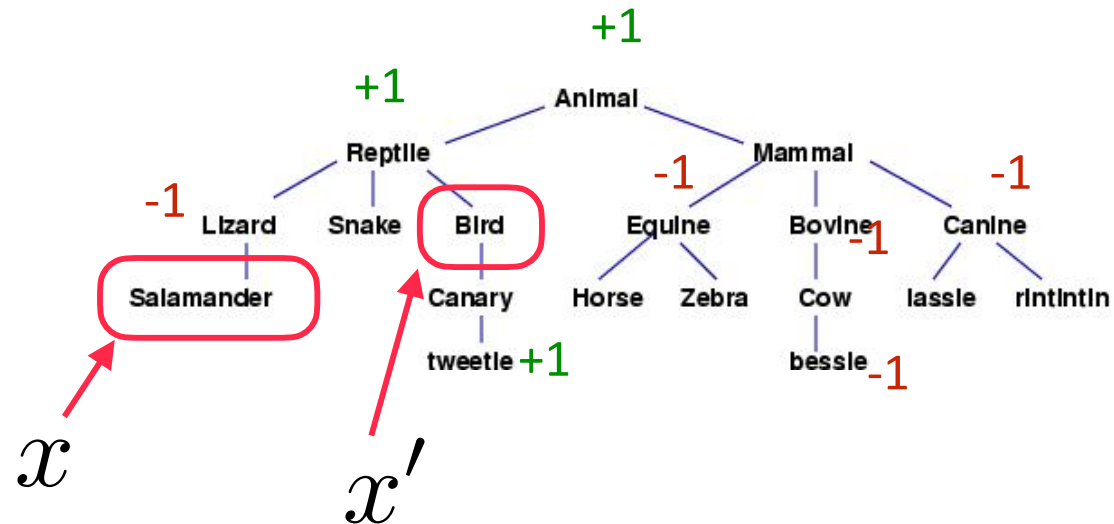 +1
+1 Animal
Reptile Mammal
-1 -1 -1
Lizard Snake Bird Equine Bovine Canine
-1
Salamander Canary Horse Zebra Cow lassie rintintin
tweetie +1 bessie -1
x
x′